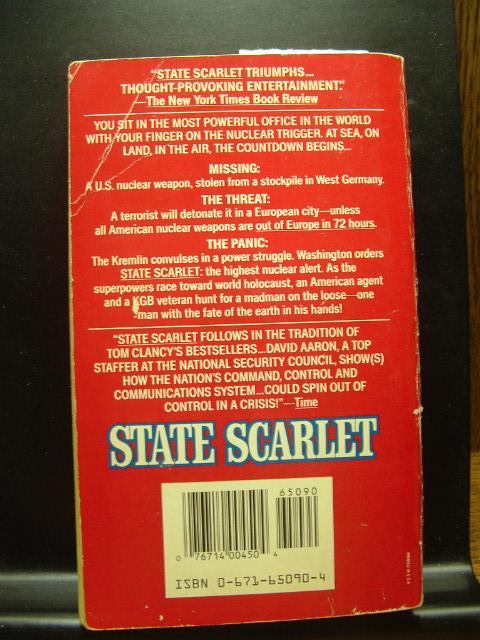 "STATE SCARLET TRIUMPHS...
THOUGHT-PROVOKING ENTERTAINMENT."
—The New York Times Book Review
YOU SIT IN THE MOST POWERFUL OFFICE IN THE WORLD
WITH YOUR FINGER ON THE NUCLEAR TRIGGER. AT SEA, ON
LAND, IN THE AIR, THE COUNTDOWN BEGINS...
MISSING:
A U.S. nuclear weapon, stolen from a stockpile in West Germany.
THE THREAT:
A terrorist will detonate it in a European city—unless
all American nuclear weapons are out of Europe in 72 hours.
THE PANIC:
The Kremlin convulses in a power struggle. Washington orders
STATE SCARLET: the highest nuclear alert. As the
superpowers race toward world holocaust, an American agent
and a KGB veteran hunt for a madman on the loose—one
man with the fate of the earth in his hands!
"STATE SCARLET FOLLOWS IN THE TRADITION OF
TOM CLANCY'S BESTSELLERS...DAVID AARON, A TOP
STAFFER AT THE NATIONAL SECURITY COUNCIL, SHOW(S)
HOW THE NATION'S COMMAND, CONTROL AND
COMMUNICATIONS SYSTEM...COULD SPIN OUT OF
CONTROL IN A CRISIS!"—Time
STATE SCARLET
65090
0 76714 00450 4
ISBN 0-671-65090-4